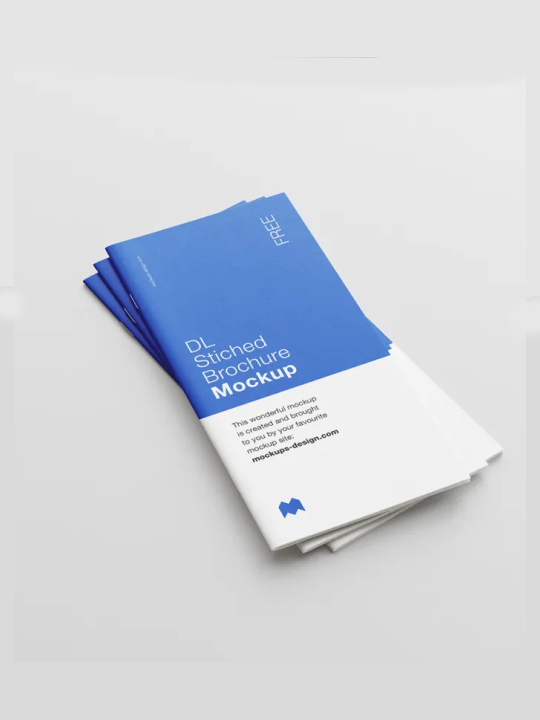 FREE
DL
Stiched
Brochure
Mockup
This wonderful mockup
is created and brought
to you by your favourite
mockup site:
mockups-design.com